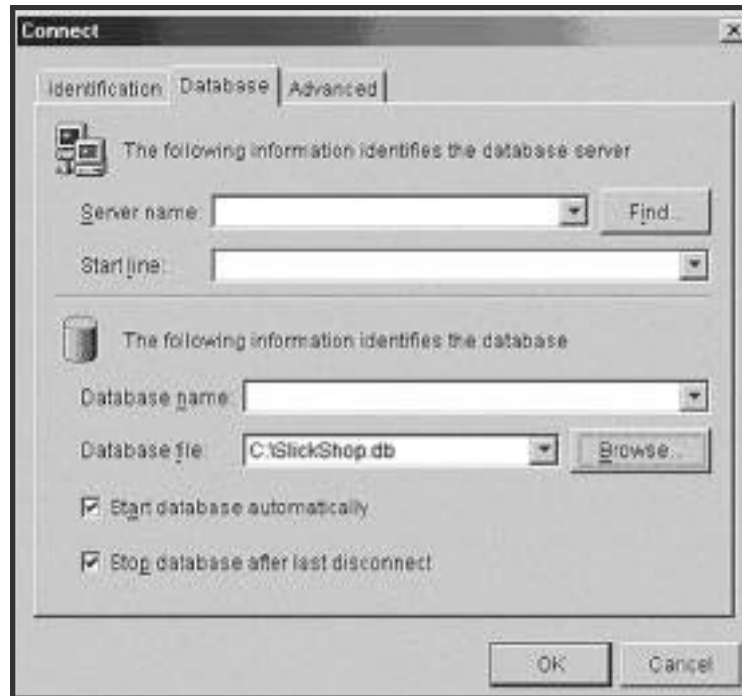 Connect
Identification Database Advanced
The following information identifies the database server
Server name: Find...
Start line:
The following information identifies the database
Database name:
Database file: C:\SlickShop.db Browse...
Start database automatically
Stop database after last disconnect
OK Cancel